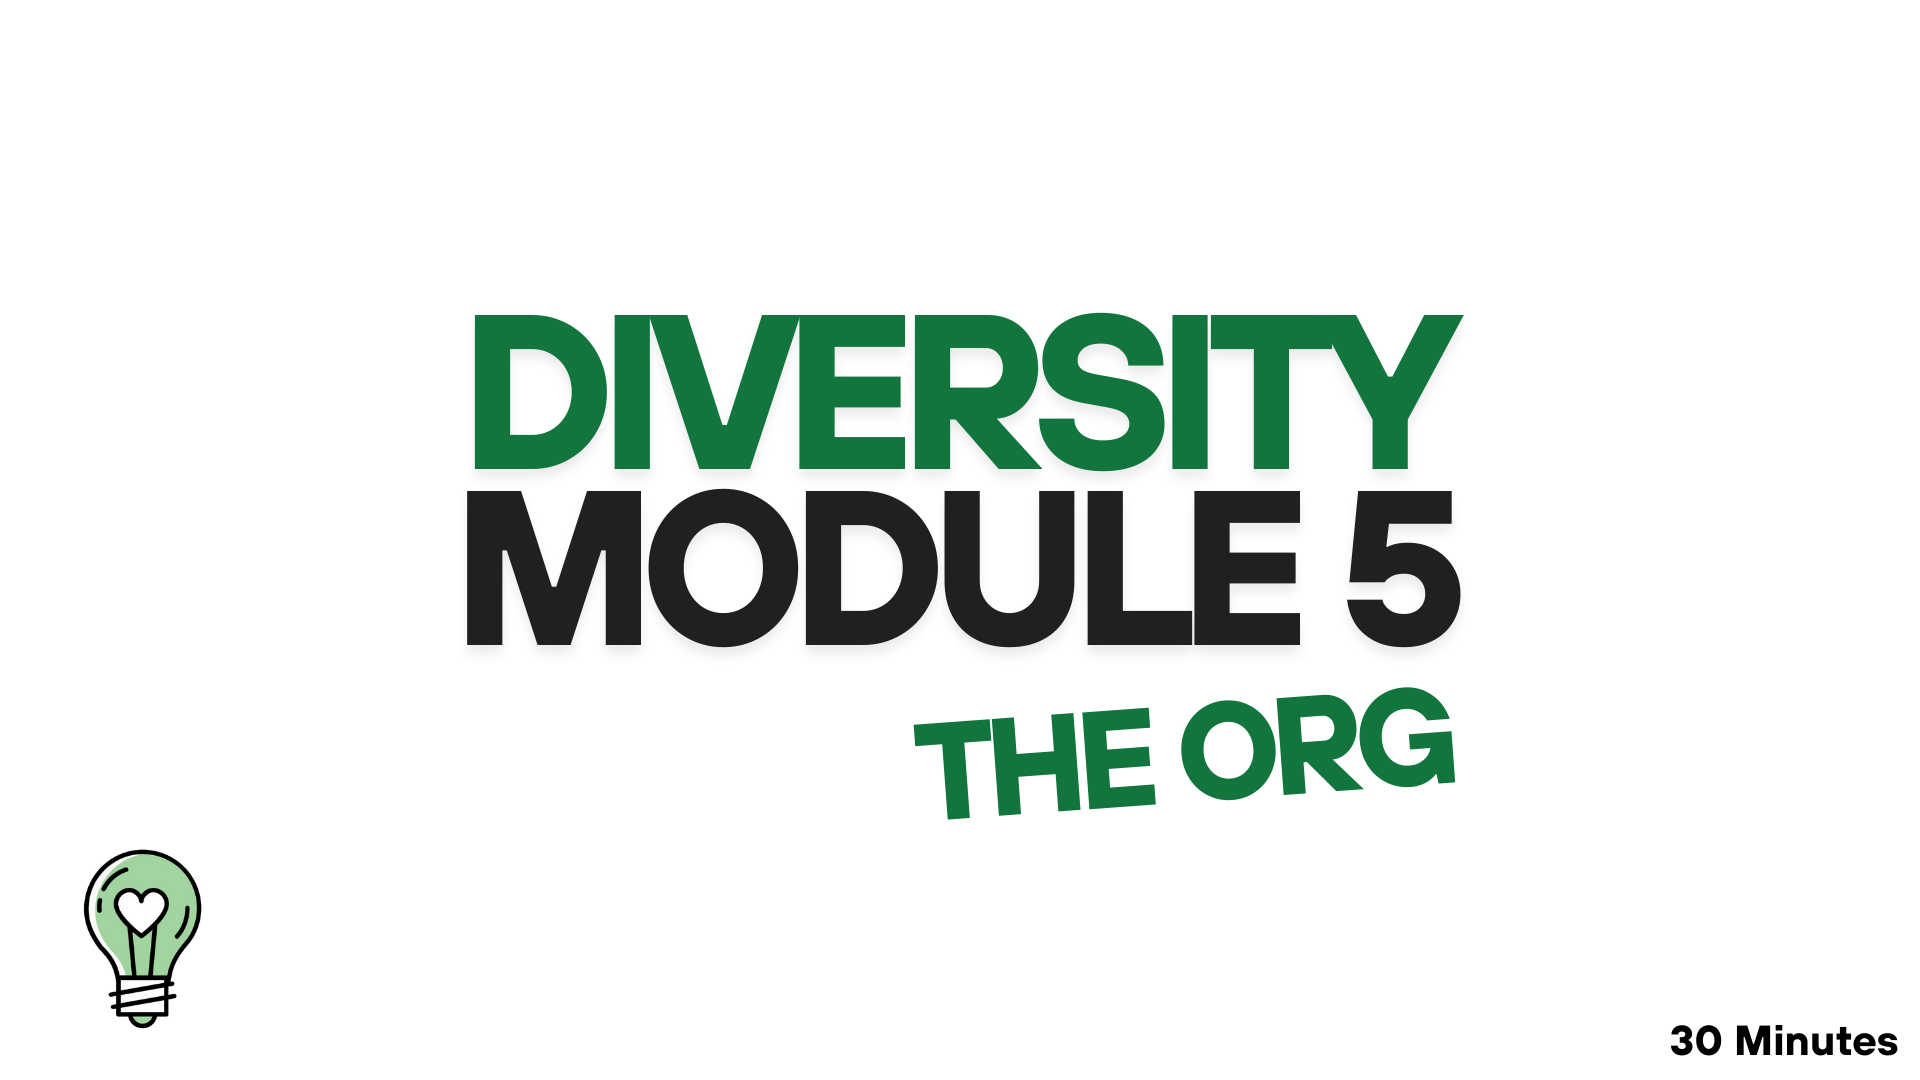 DIVERSITY
MODULE 5
THE ORG
30 Minutes